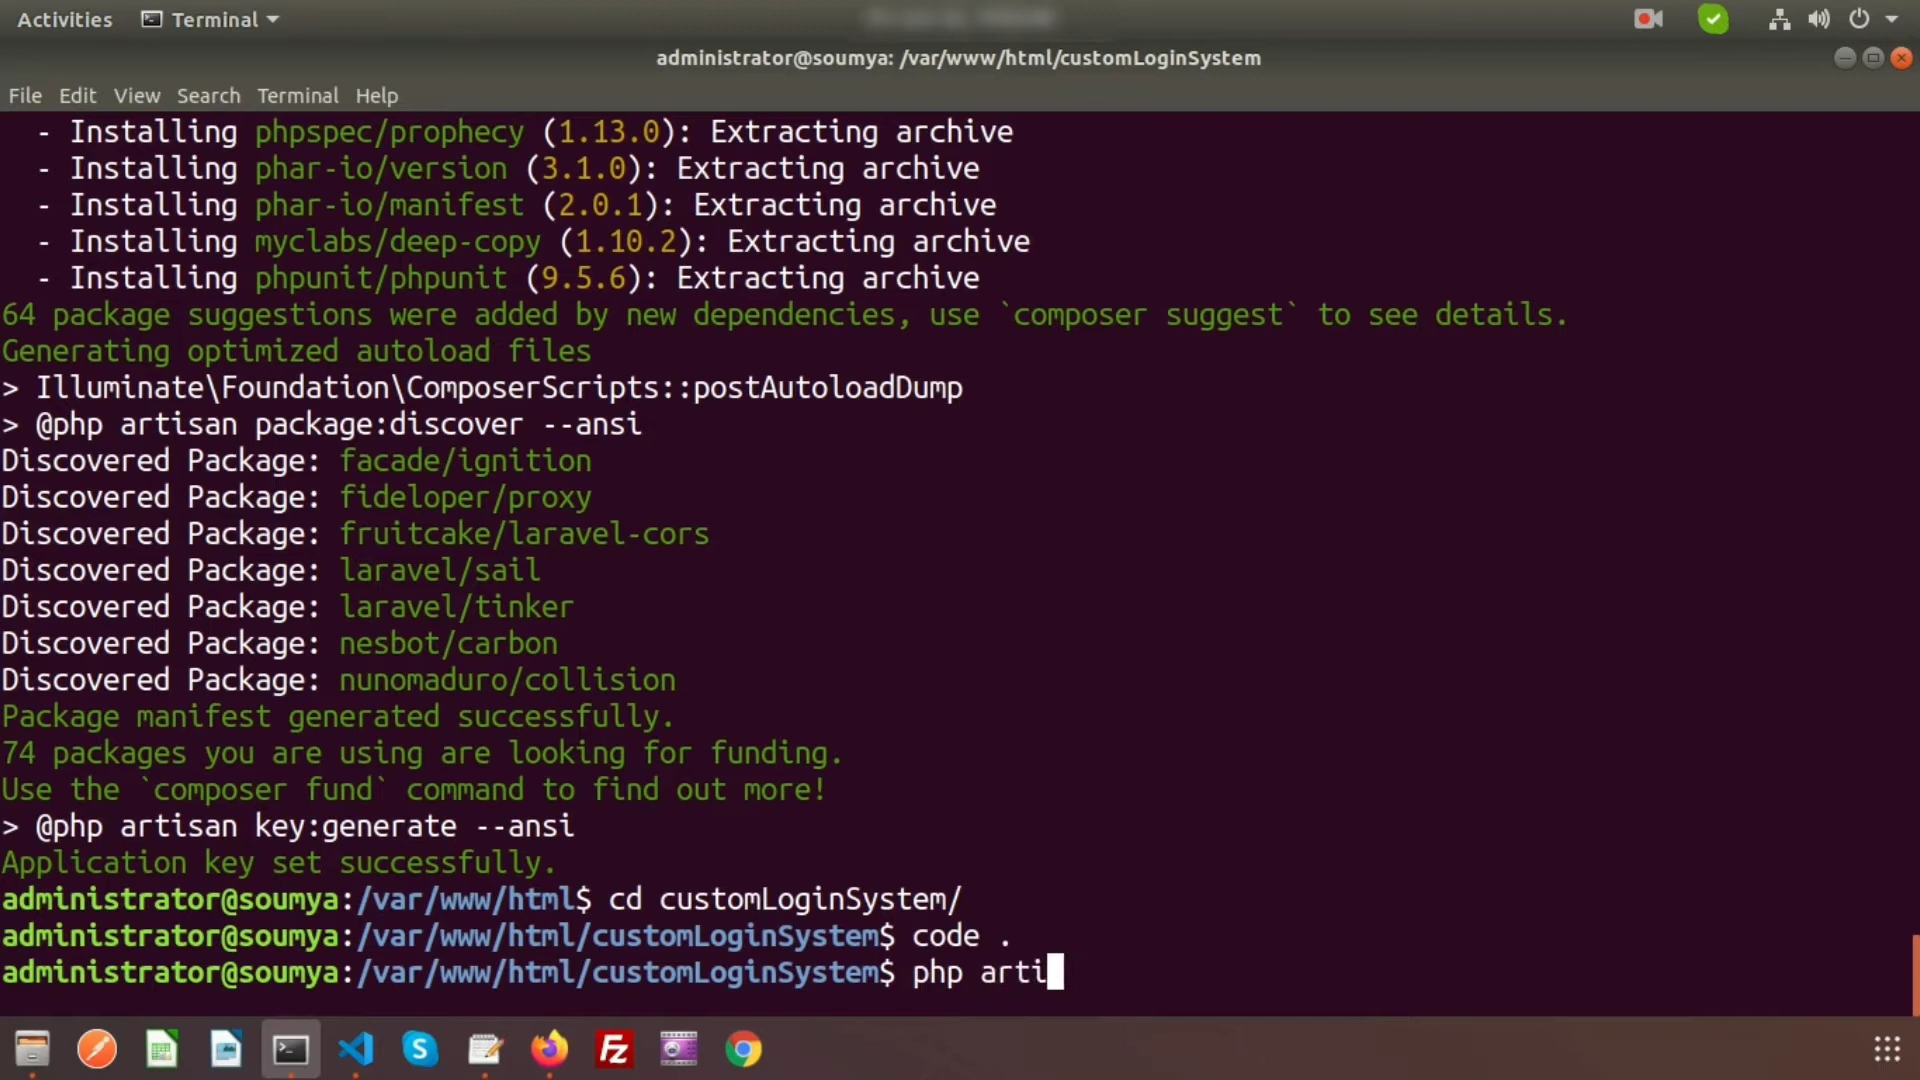 Activities Terminal
administrator@soumya: /var/www/html/customLoginSystem
File Edit View Search Terminal Help
- Installing phpspec/prophecy (1.13.0): Extracting archive
- Installing phar-io/version (3.1.0): Extracting archive
- Installing phar-io/manifest (2.0.1): Extracting archive
- Installing myclabs/deep-copy (1.10.2): Extracting archive
- Installing phpunit/phpunit (9.5.6): Extracting archive
64 package suggestions were added by new dependencies, use `composer suggest` to see details.
Generating optimized autoload files
> Illuminate\Foundation\ComposerScripts::postAutoloadDump
> @php artisan package:discover --ansi
Discovered Package: facade/ignition
Discovered Package: fideloper/proxy
Discovered Package: fruitcake/laravel-cors
Discovered Package: laravel/sail
Discovered Package: laravel/tinker
Discovered Package: nesbot/carbon
Discovered Package: nunomaduro/collision
Package manifest generated successfully.
74 packages you are using are looking for funding.
Use the `composer fund` command to find out more!
> @php artisan key:generate --ansi
Application key set successfully.
administrator@soumya:/var/www/html$ cd customLoginSystem/
administrator@soumya:/var/www/html/customLoginSystem$ code .
administrator@soumya:/var/www/html/customLoginSystem$ php arti
S
Fz